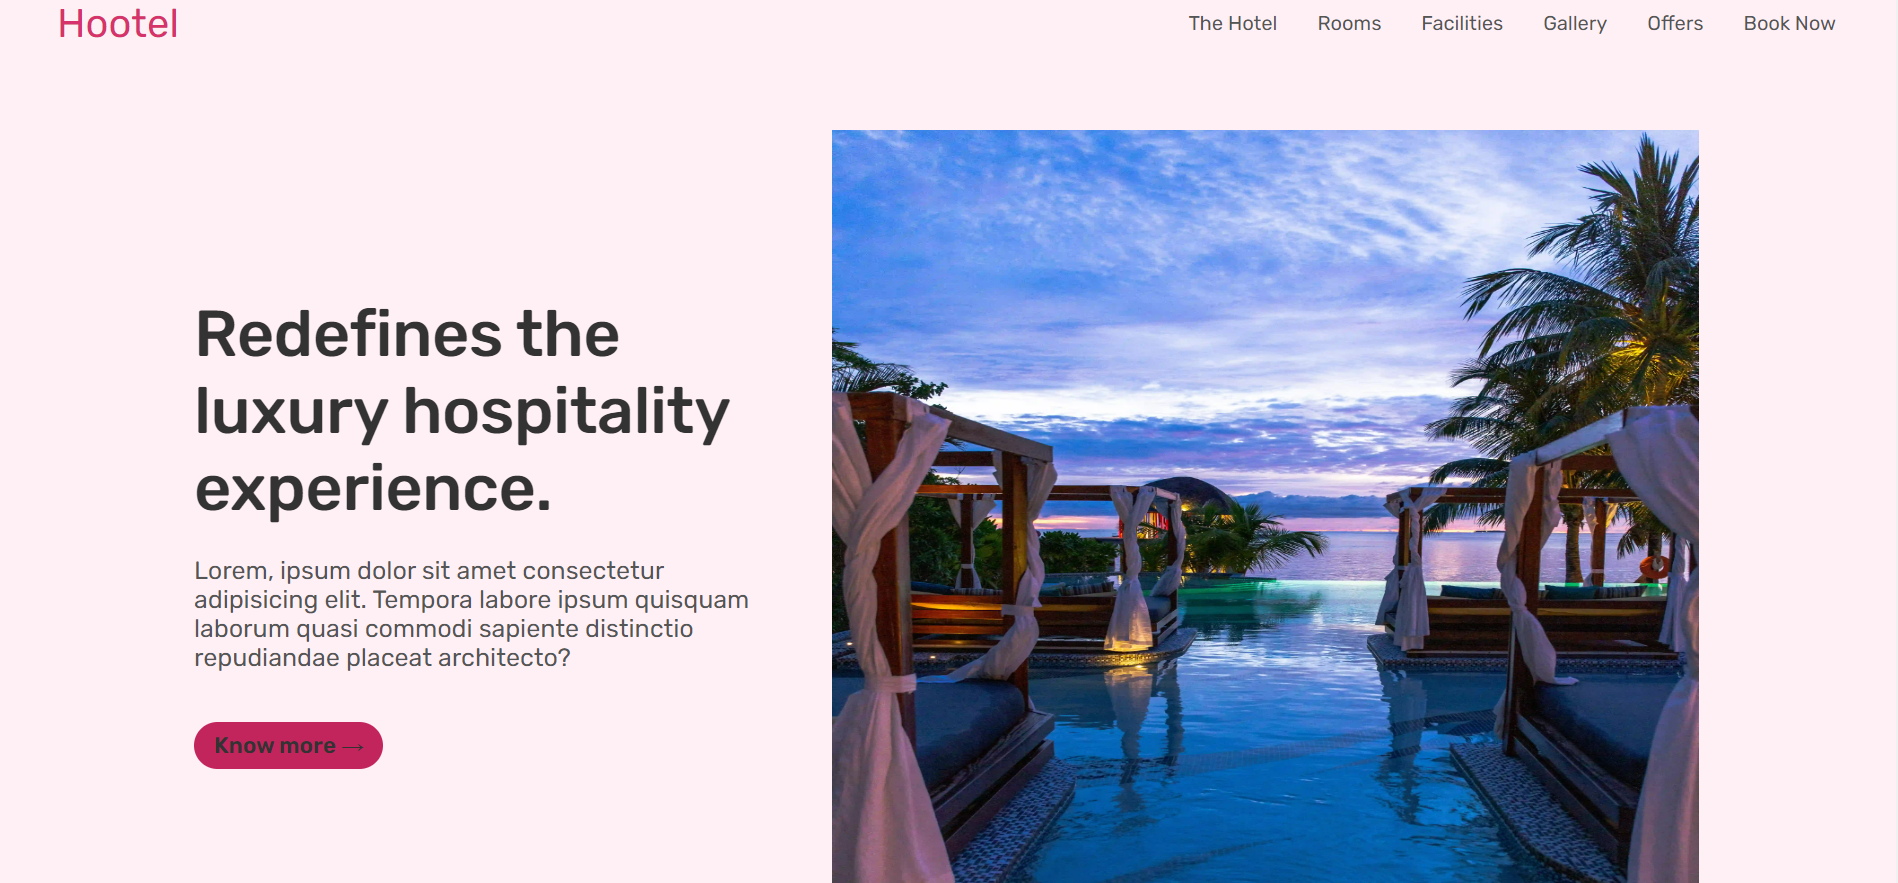 Hootel
The Hotel Rooms Facilities Gallery Offers Book Now
Redefines the
luxury hospitality
experience.
Lorem, ipsum dolor sit amet consectetur
adipisicing elit. Tempora labore ipsum quisquam
laborum quasi commodi sapiente distinctio
repudiandae placeat architecto?
Know more →